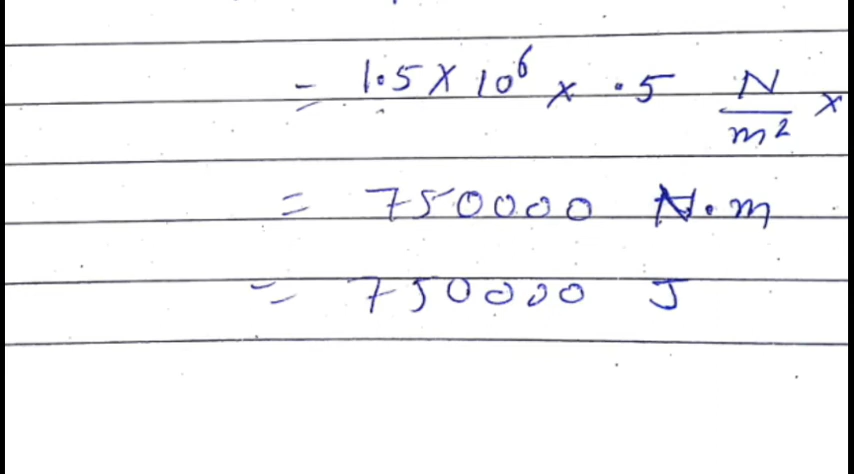 = 1.5 × 10⁶ × .5 N/m² ×
= 750000 N.m
= 750000 J